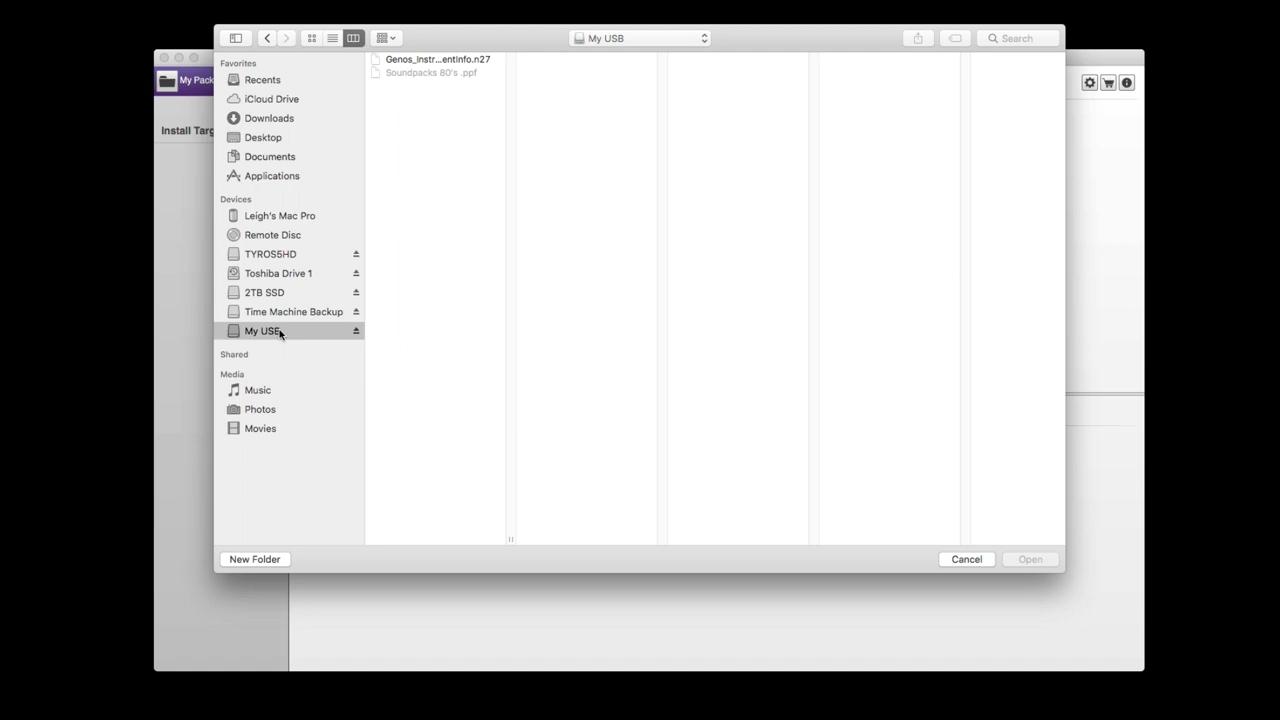 My USB
Search
My Pack
Install Targ
Favorites
Recents
iCloud Drive
Downloads
Desktop
Documents
Applications
Devices
Leigh's Mac Pro
Remote Disc
TYROS5HD
Toshiba Drive 1
2TB SSD
Time Machine Backup
My USB
Shared
Media
Music
Photos
Movies
Genos_Instr...entInfo.n27
Soundpacks 80's .ppf
New Folder
Cancel
Open